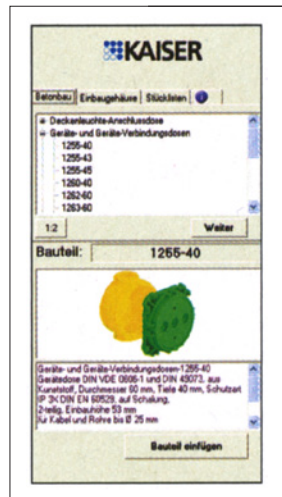 KAISER
Betonbau Einbaugehäuse Stücklisten
Deckenleuchte-Anschlussdose
Geräte- und Geräte-Verbindungsdosen
1255-40
1255-43
1255-45
1260-40
1262-60
1263-60
1:2 Weiter
Bauteil: 1255-40
Geräte- und Geräte-Verbindungsdosen-1255-40
Gerätedose DIN VDE 0606-1 und DIN 49073, aus
Kunststoff, Durchmesser 60 mm, Tiefe 40 mm, Schutzart
IP 3X DIN EN 60529, auf Schalung,
2-teilig, Einbauhöhe 53 mm
für Kabel und Rohre bis Ø 25 mm
Bauteil einfügen